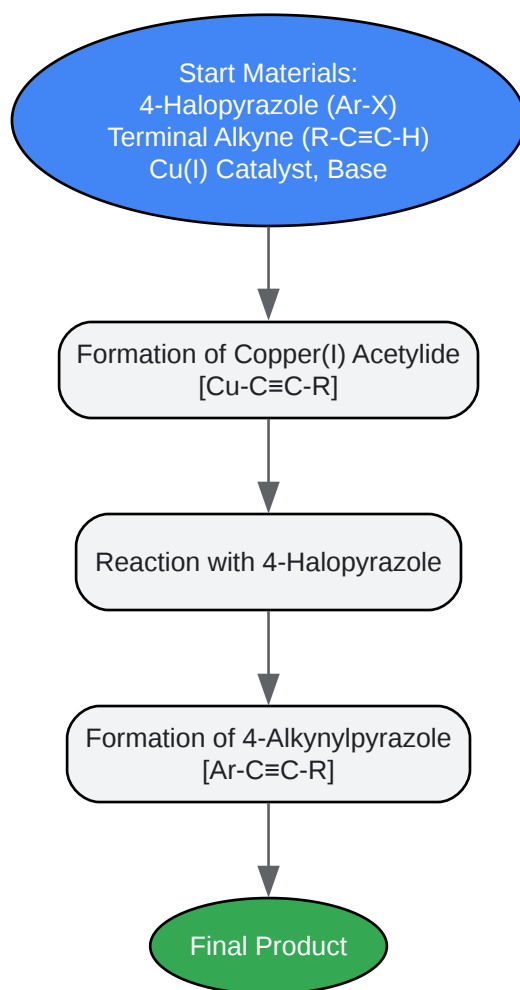 Start Materials:
4-Halopyrazole (Ar-X)
Terminal Alkyne (R-C≡C-H)
Cu(I) Catalyst, Base
Formation of Copper(I) Acetylide
[Cu-C≡C-R]
Reaction with 4-Halopyrazole
Formation of 4-Alkynylpyrazole
[Ar-C≡C-R]
Final Product